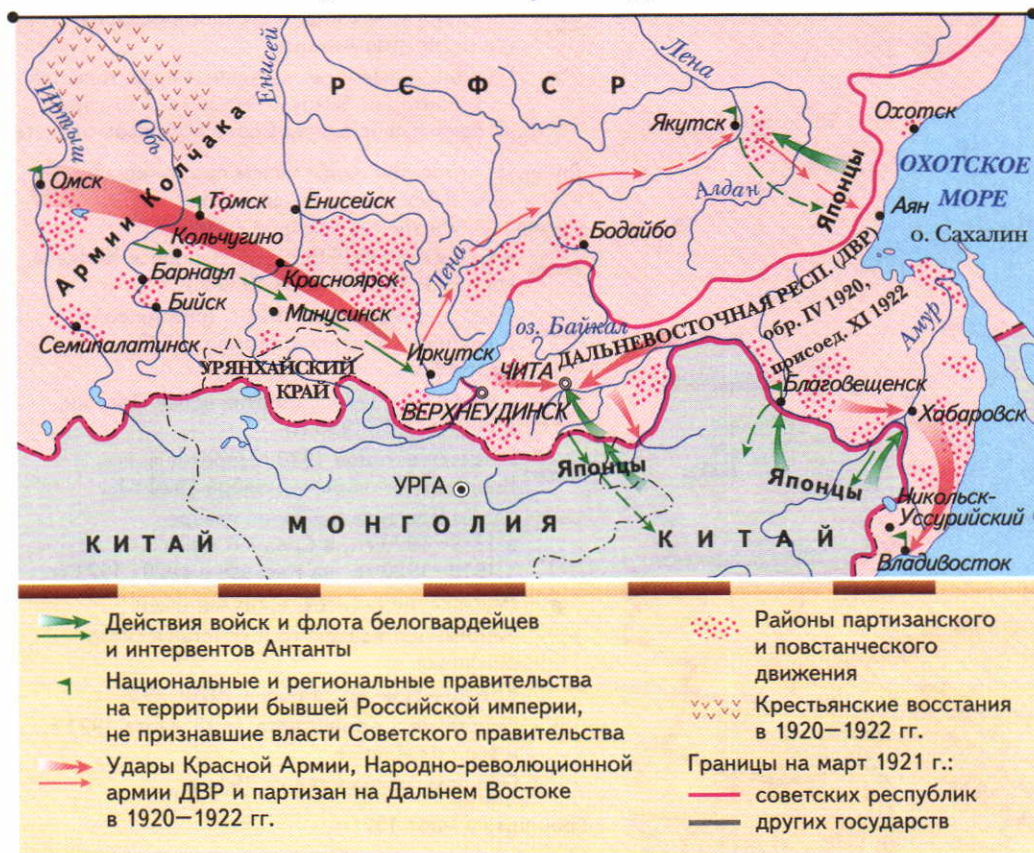 Р С Ф С Р
Енисей
Лена
Иртыш
Обь
Якутск
Охотск
Омск
Армии Колчака
Томск
Енисейск
Алдан
Японцы
ОХОТСКОЕ
МОРЕ
Аян
о. Сахалин
Кольчугино
Бодайбо
Барнаул
Красноярск
Лена
Бийск
Минусинск
оз. Байкал
ДАЛЬНЕВОСТОЧНАЯ РЕСП. (ДВР)
обр. IV 1920,
присоед. XI 1922
Амур
Семипалатинск
Иркутск
УРЯНХАЙСКИЙ
КРАЙ
ЧИТА
Благовещенск
ВЕРХНЕУДИНСК
Хабаровск
Японцы
Японцы
УРГА
Никольск-
Уссурийский
МОНГОЛИЯ
КИТАЙ
КИТАЙ
Владивосток
Действия войск и флота белогвардейцев
и интервентов Антанты
Национальные и региональные правительства
на территории бывшей Российской империи,
не признавшие власти Советского правительства
Удары Красной Армии, Народно-революционной
армии ДВР и партизан на Дальнем Востоке
в 1920—1922 гг.
Районы партизанского
и повстанческого
движения
Крестьянские восстания
в 1920—1922 гг.
Границы на март 1921 г.:
советских республик
других государств